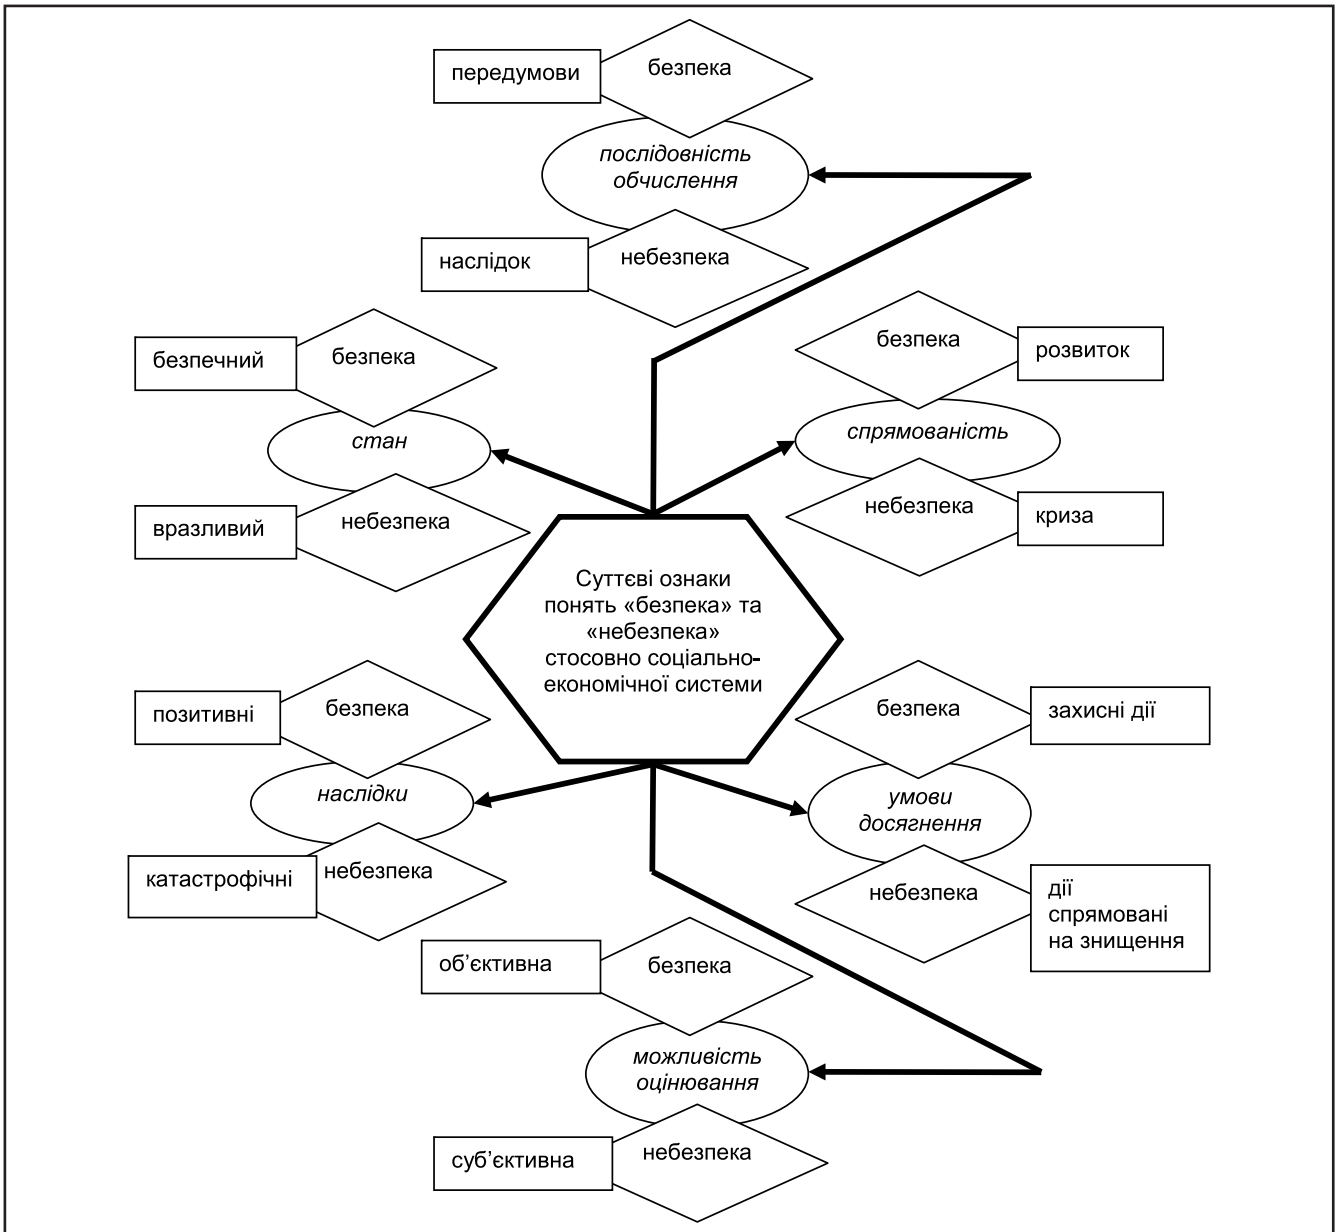 передумови
безпека
послідовність
обчислення
наслідок
небезпека
безпечний
безпека
стан
вразливий
небезпека
безпека
розвиток
спрямованість
небезпека
криза
Суттєві ознаки
понять «безпека» та
«небезпека»
стосовно соціально-
економічної системи
позитивні
безпека
наслідки
катастрофічні
небезпека
безпека
захисні дії
умови
досягнення
небезпека
дії
спрямовані
на знищення
об’єктивна
безпека
можливість
оцінювання
суб’єктивна
небезпека